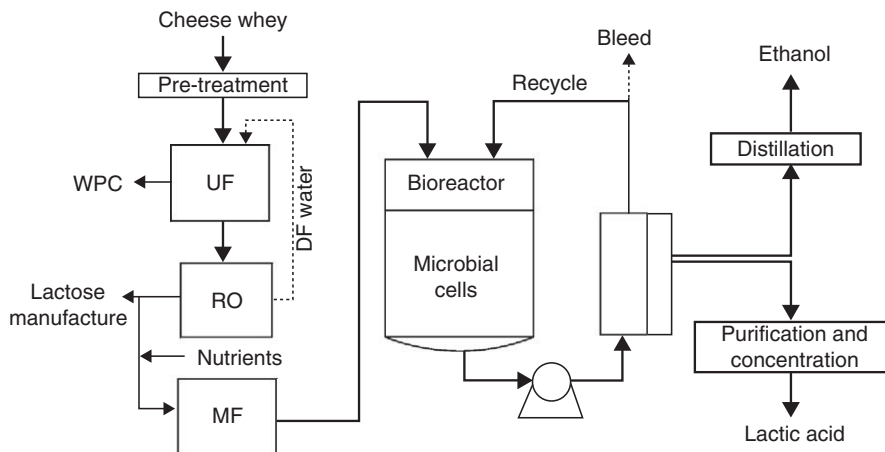 Cheese whey
Pre-treatment
UF
WPC
DF water
RO
Lactose
manufacture
Nutrients
MF
Bleed
Recycle
Bioreactor
Microbial
cells
Ethanol
Distillation
Purification and
concentration
Lactic acid